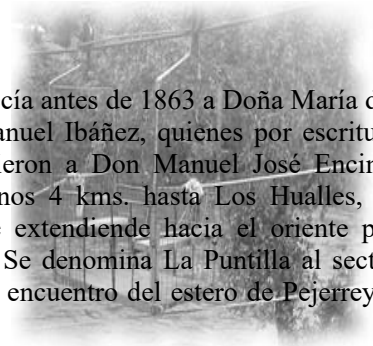 cía antes de 1863 a Doña María d
anuel Ibáñez, quienes por escritu
ieron a Don Manuel José Encin
nos 4 kms. hasta Los Hualles,
e extendiende hacia el oriente p
Se denomina La Puntilla al sect
encuentro del estero de Pejerrey